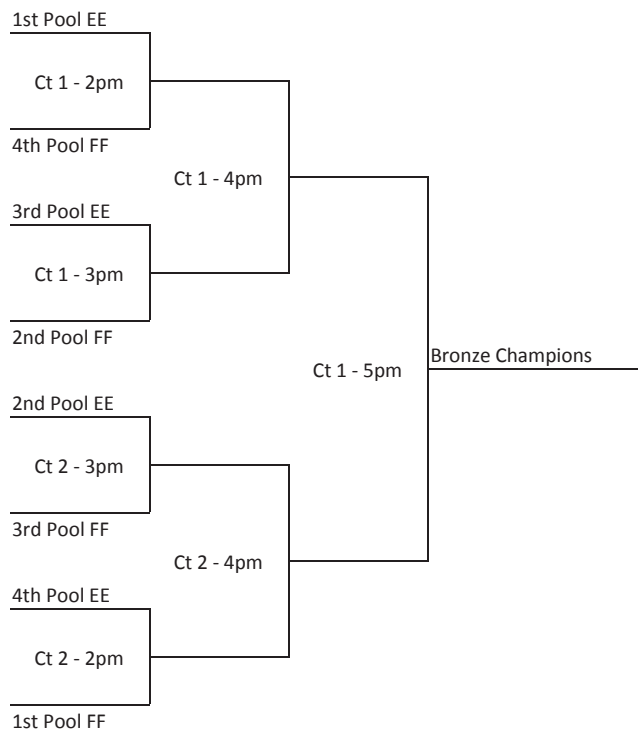 1st Pool EE
Ct 1 - 2pm
4th Pool FF
Ct 1 - 4pm
3rd Pool EE
Ct 1 - 3pm
2nd Pool FF
Bronze Champions
Ct 1 - 5pm
2nd Pool EE
Ct 2 - 3pm
3rd Pool FF
Ct 2 - 4pm
4th Pool EE
Ct 2 - 2pm
1st Pool FF